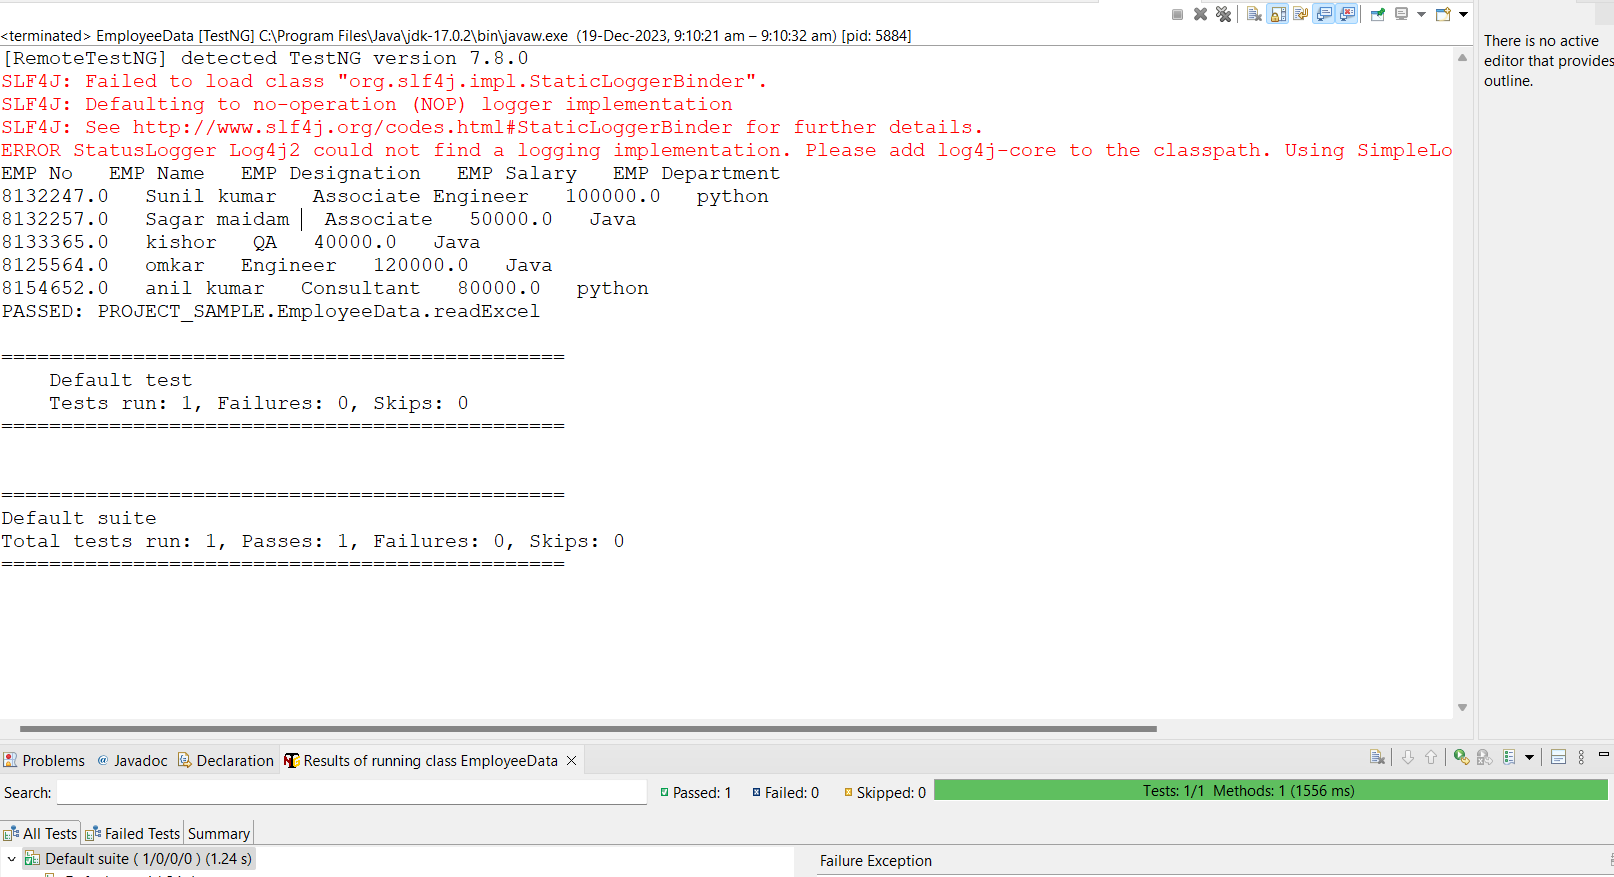 <terminated> EmployeeData [TestNG] C:\Program Files\Java\jdk-17.0.2\bin\javaw.exe (19-Dec-2023, 9:10:21 am – 9:10:32 am) [pid: 5884]
There is no active
editor that provides
outline.
[RemoteTestNG] detected TestNG version 7.8.0
SLF4J: Failed to load class "org.slf4j.impl.StaticLoggerBinder".
SLF4J: Defaulting to no-operation (NOP) logger implementation
SLF4J: See http://www.slf4j.org/codes.html#StaticLoggerBinder for further details.
ERROR StatusLogger Log4j2 could not find a logging implementation. Please add log4j-core to the classpath. Using SimpleLo
EMP No   EMP Name   EMP Designation   EMP Salary   EMP Department
8132247.0   Sunil kumar   Associate Engineer   100000.0   python
8132257.0   Sagar maidam   Associate   50000.0   Java
8133365.0   kishor   QA   40000.0   Java
8125564.0   omkar   Engineer   120000.0   Java
8154652.0   anil kumar   Consultant   80000.0   python
PASSED: PROJECT_SAMPLE.EmployeeData.readExcel
===============================================
    Default test
    Tests run: 1, Failures: 0, Skips: 0
===============================================
===============================================
Default suite
Total tests run: 1, Passes: 1, Failures: 0, Skips: 0
===============================================
Problems @ Javadoc Declaration Results of running class EmployeeData
Search: Passed: 1 Failed: 0 Skipped: 0 Tests: 1/1 Methods: 1 (1556 ms)
All Tests Failed Tests Summary
Default suite ( 1/0/0/0 ) (1.24 s)
Failure Exception